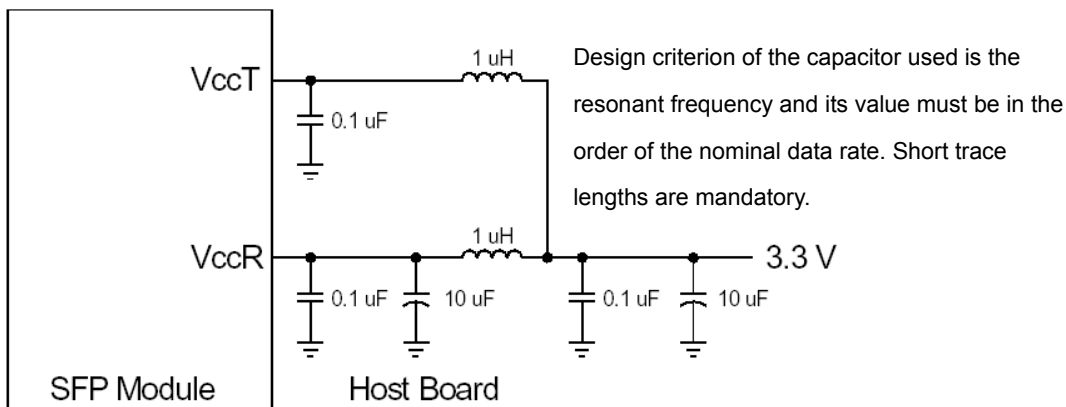 1 uH
VccT
0.1 uF
Design criterion of the capacitor used is the
resonant frequency and its value must be in the
order of the nominal data rate. Short trace
lengths are mandatory.
1 uH
VccR
3.3 V
0.1 uF
10 uF
0.1 uF
10 uF
SFP Module
Host Board